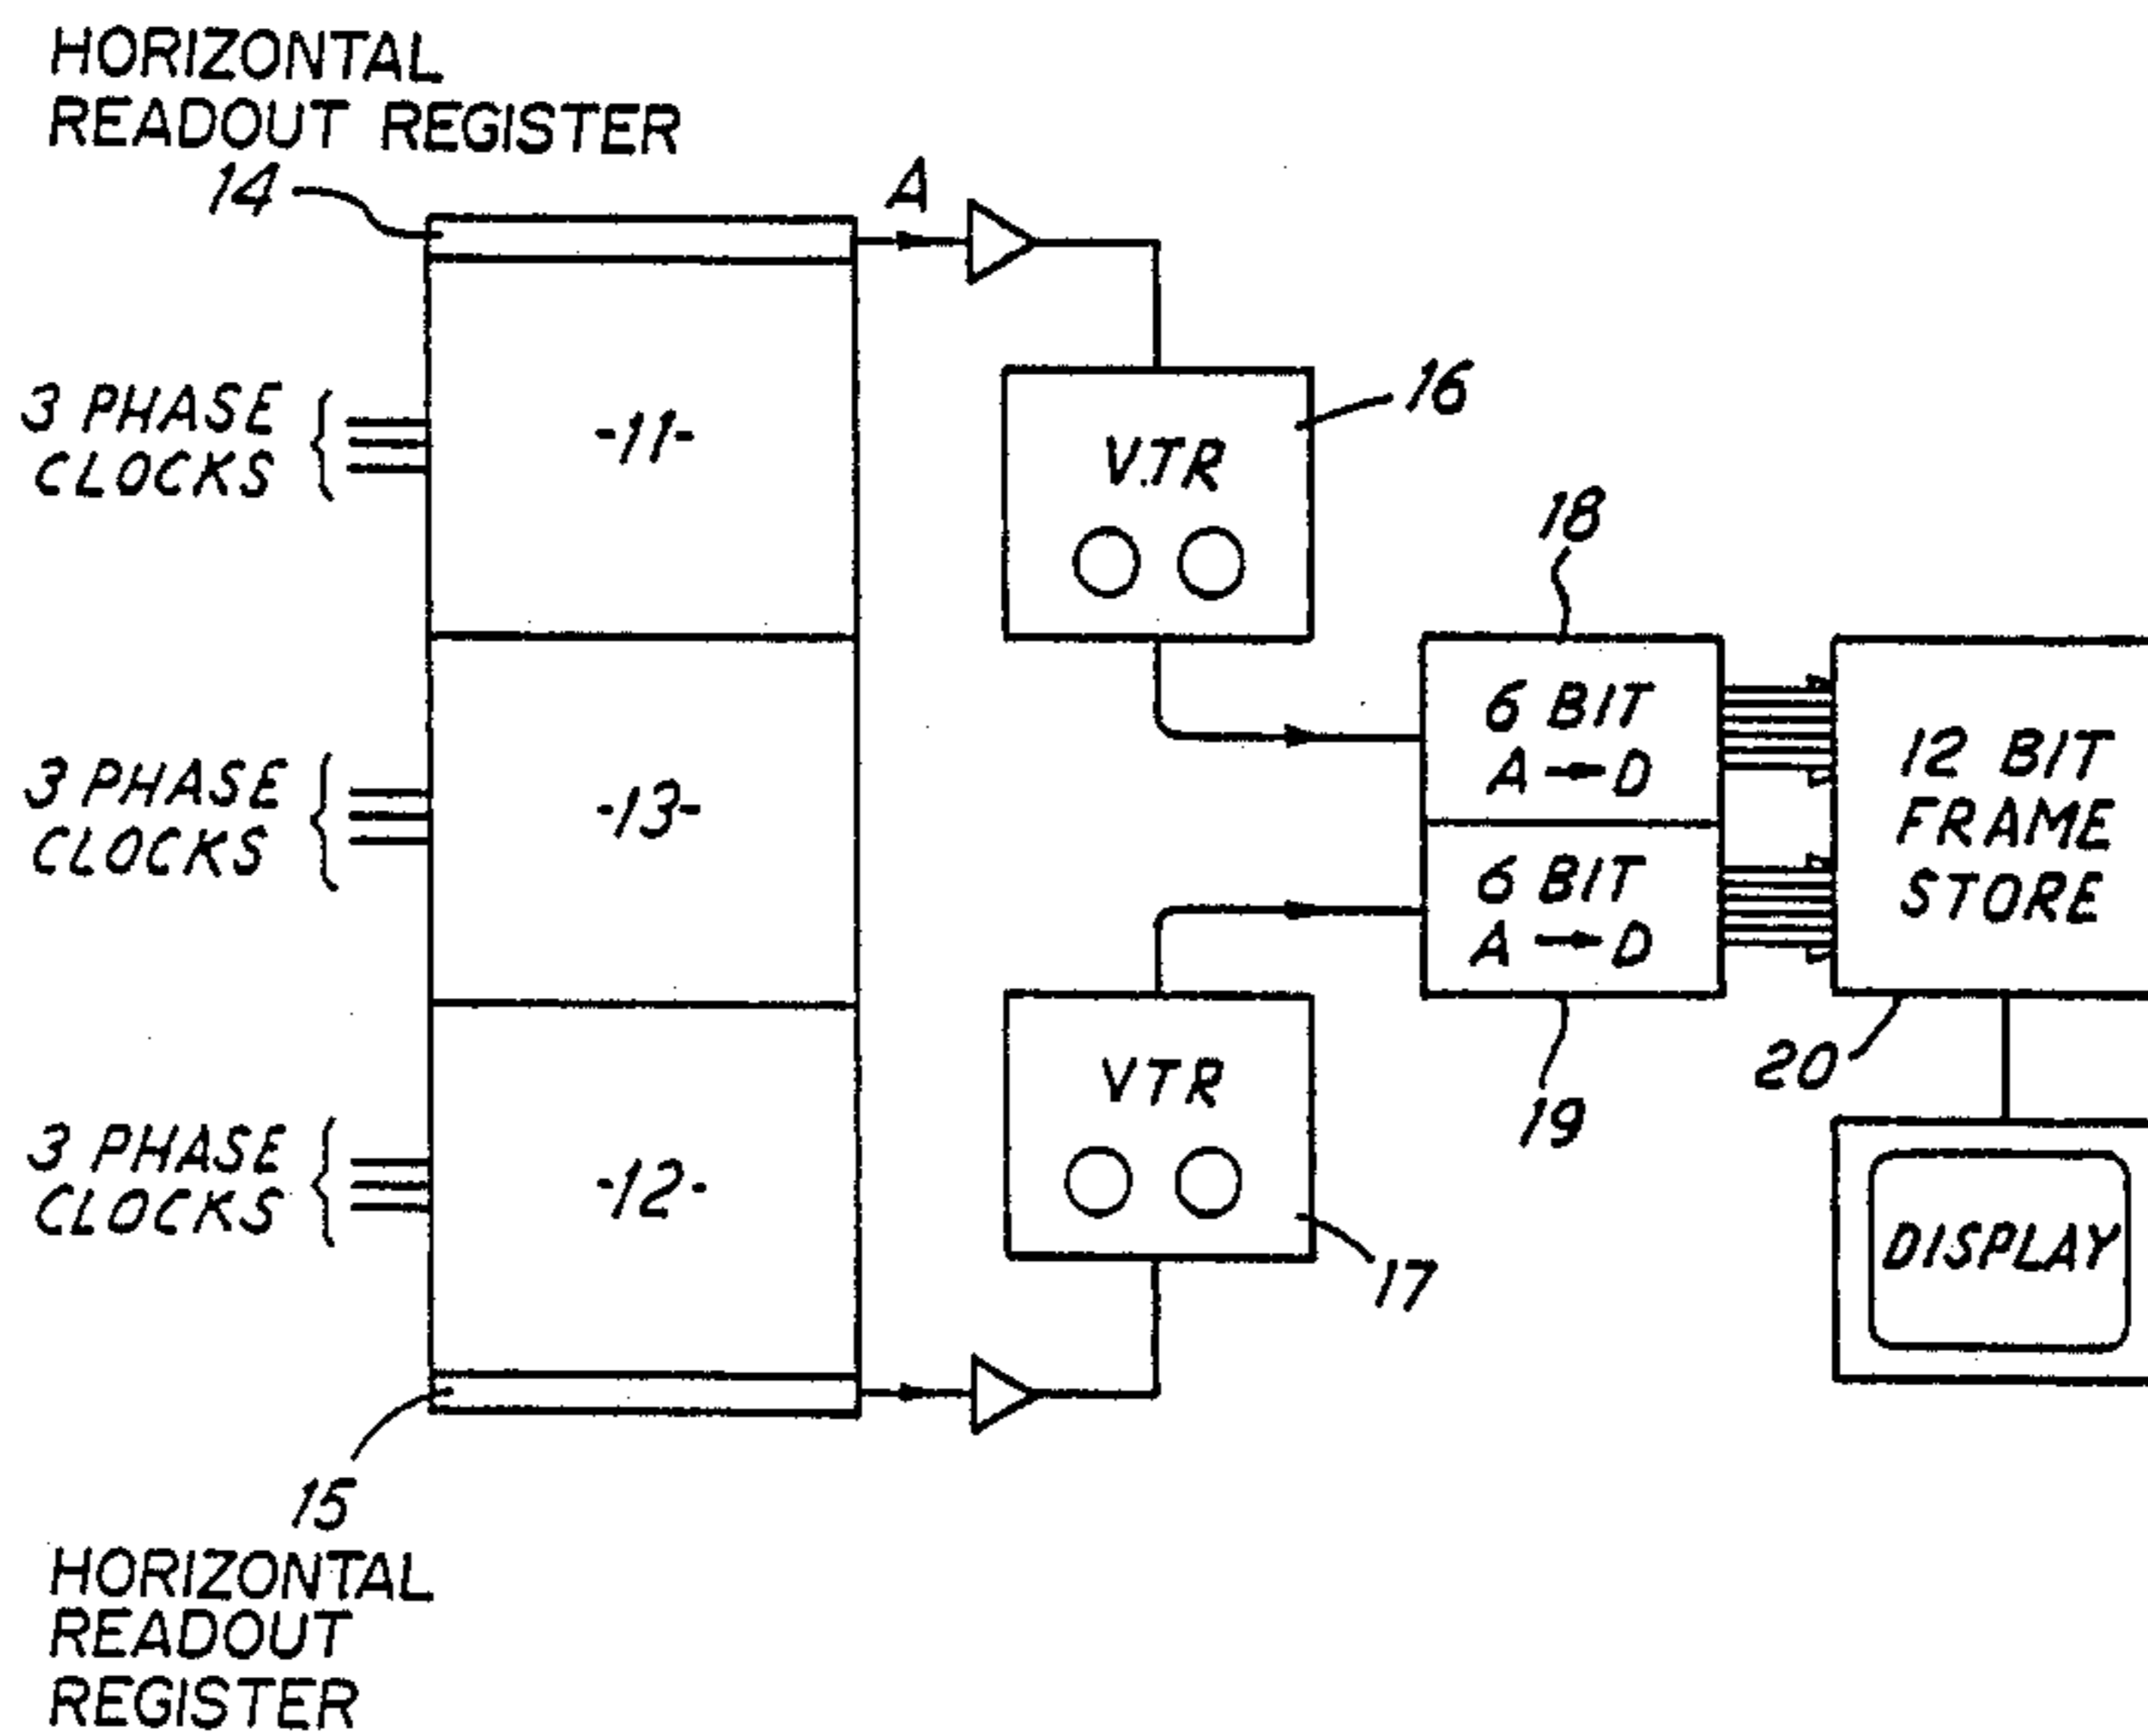 HORIZONTAL
READOUT REGISTER
14
A
3 PHASE
CLOCKS
-11-
V.TR
16
18
3 PHASE
CLOCKS
-13-
6 BIT
A→D
6 BIT
A→D
19
12 BIT
FRAME
STORE
20
3 PHASE
CLOCKS
-12-
VTR
17
DISPLAY
15
HORIZONTAL
READOUT
REGISTER